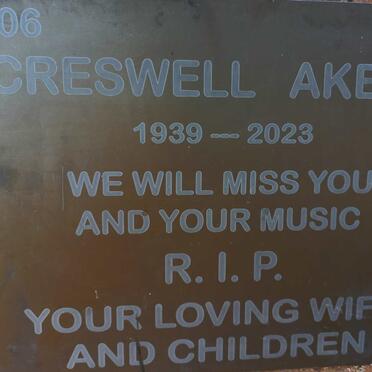 06
CRESWELL AKE
1939 --- 2023
WE WILL MISS YOU
AND YOUR MUSIC
R. I. P.
YOUR LOVING WIF
AND CHILDREN